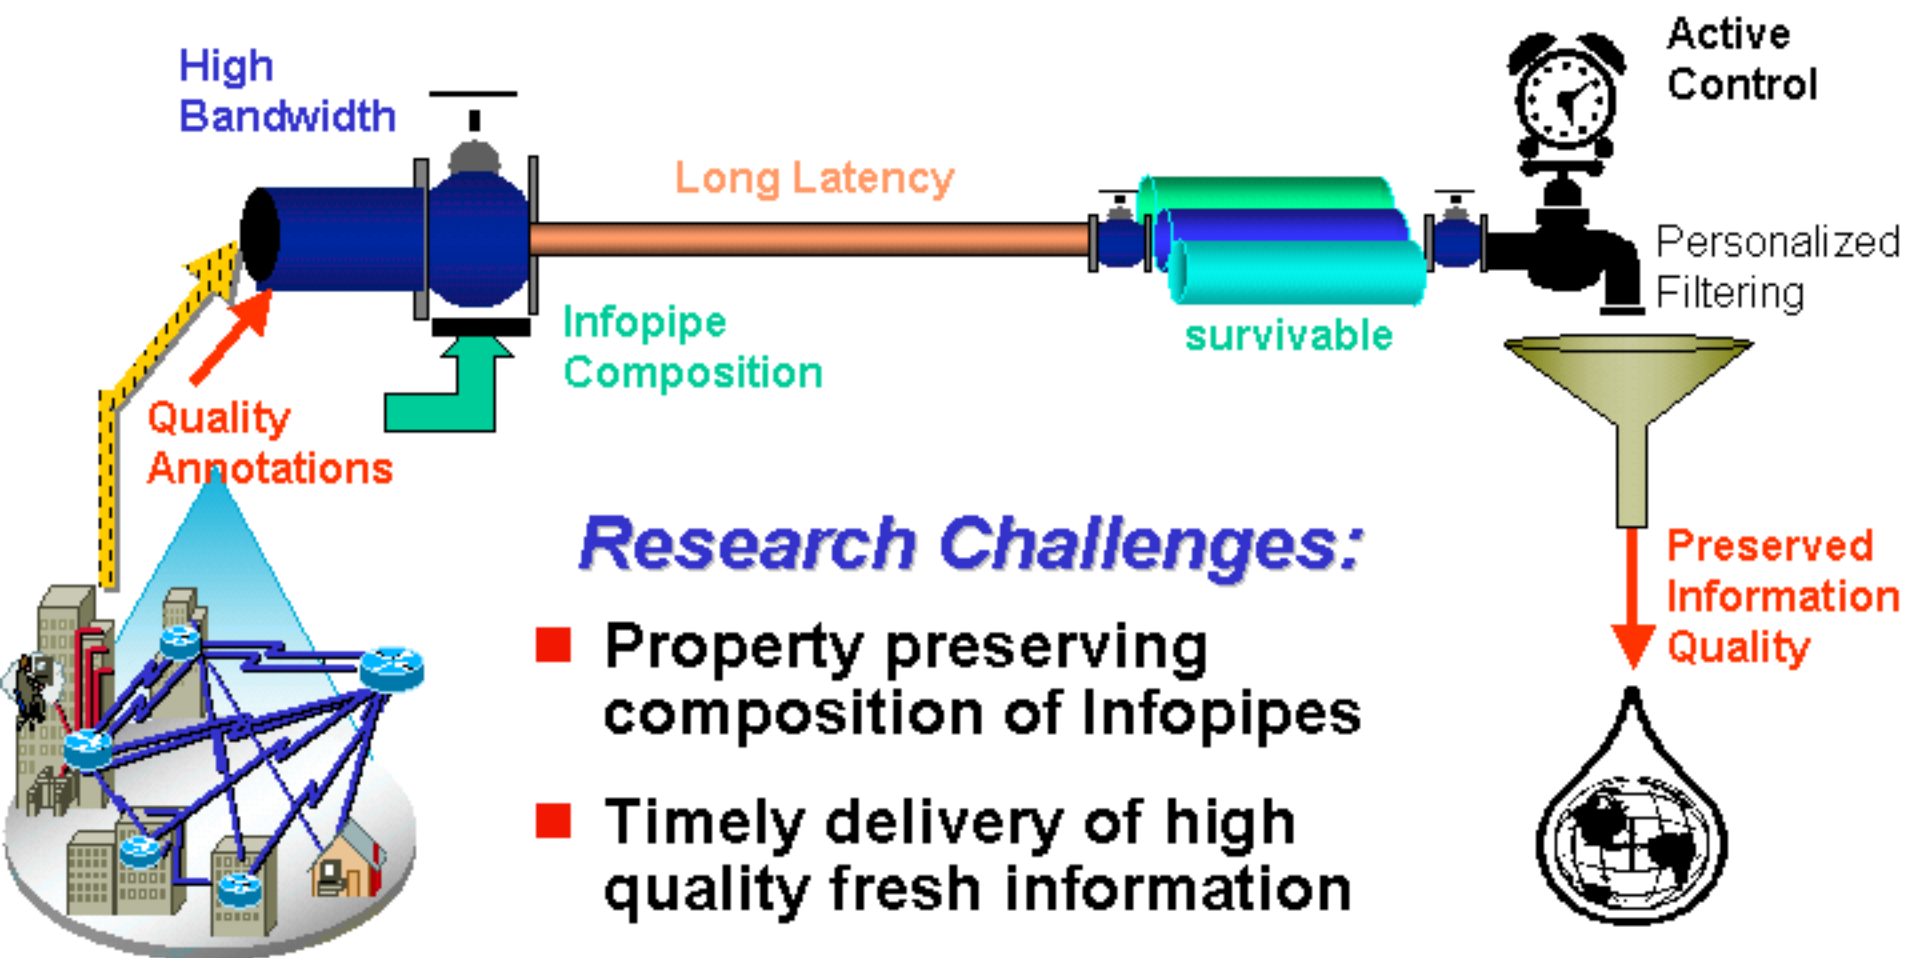 High
Bandwidth
Long Latency
Active
Control
Personalized
Filtering
Infopipe
Composition
survivable
Quality
Annotations
Research Challenges:
Property preserving
composition of Infopipes
Timely delivery of high
quality fresh information
Preserved
Information
Quality